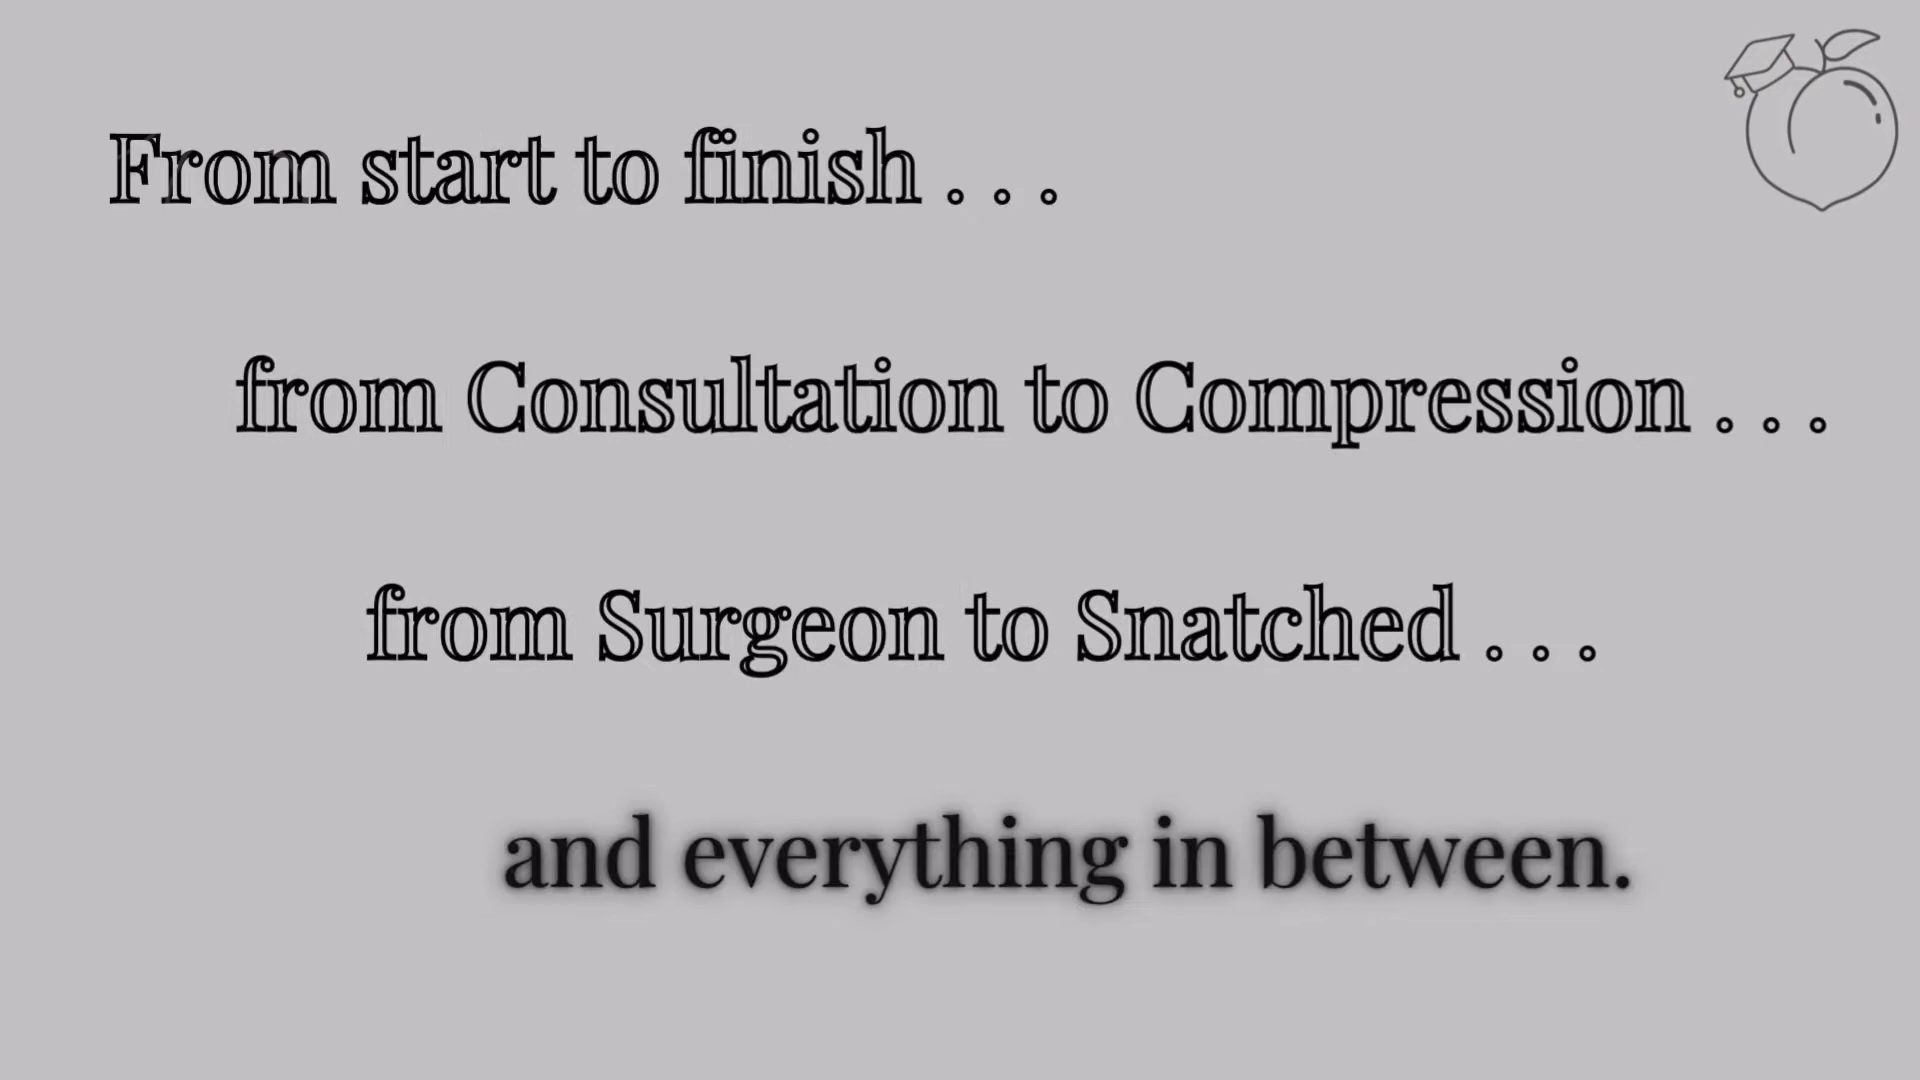 From start to finish . . .
from Consultation to Compression . . .
from Surgeon to Snatched . . .
and everything in between.